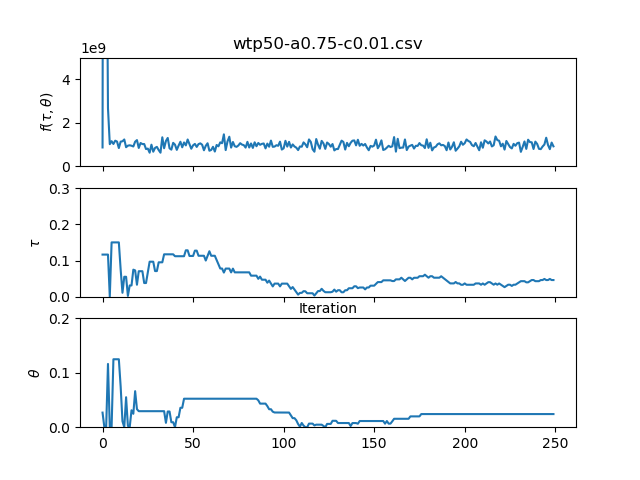 wtp50-a0.75-c0.01.csv
1e9
4
2
0
f(τ, θ)
0.3
0.2
0.1
0.0
τ
Iteration
0.2
0.1
0.0
θ
0 50 100 150 200 250